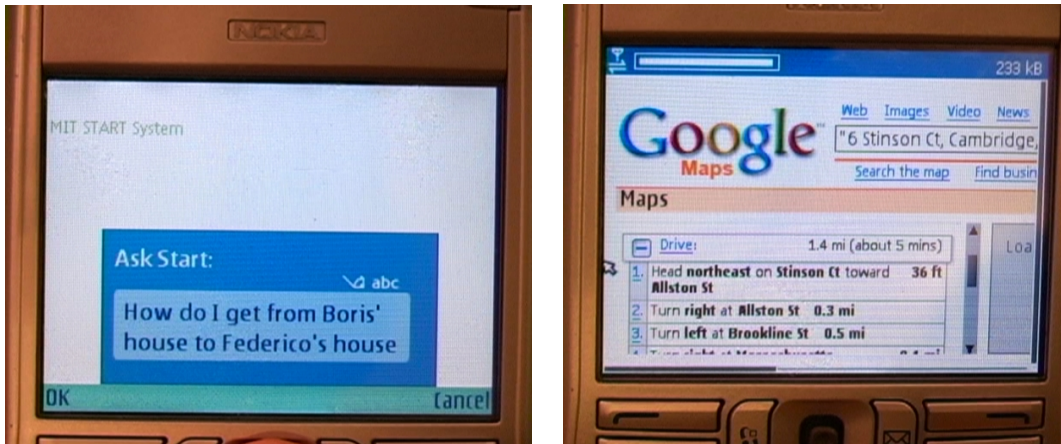 NOKIA
MIT START System
Ask Start:
abc
How do I get from Boris'
house to Federico's house
OK Cancel
233 kB
Web Images Video News
Google™
Maps
"6 Stinson Ct, Cambridge,
Search the map Find busin
Maps
Drive: 1.4 mi (about 5 mins)
1. Head northeast on Stinson Ct toward 36 ft
Allston St
2. Turn right at Allston St 0.3 mi
3. Turn left at Brookline St 0.5 mi
Loa